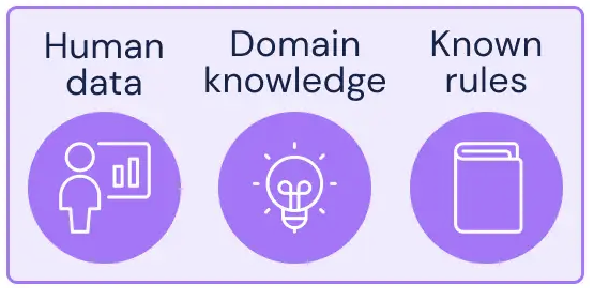 Human
data
Domain
knowledge
Known
rules